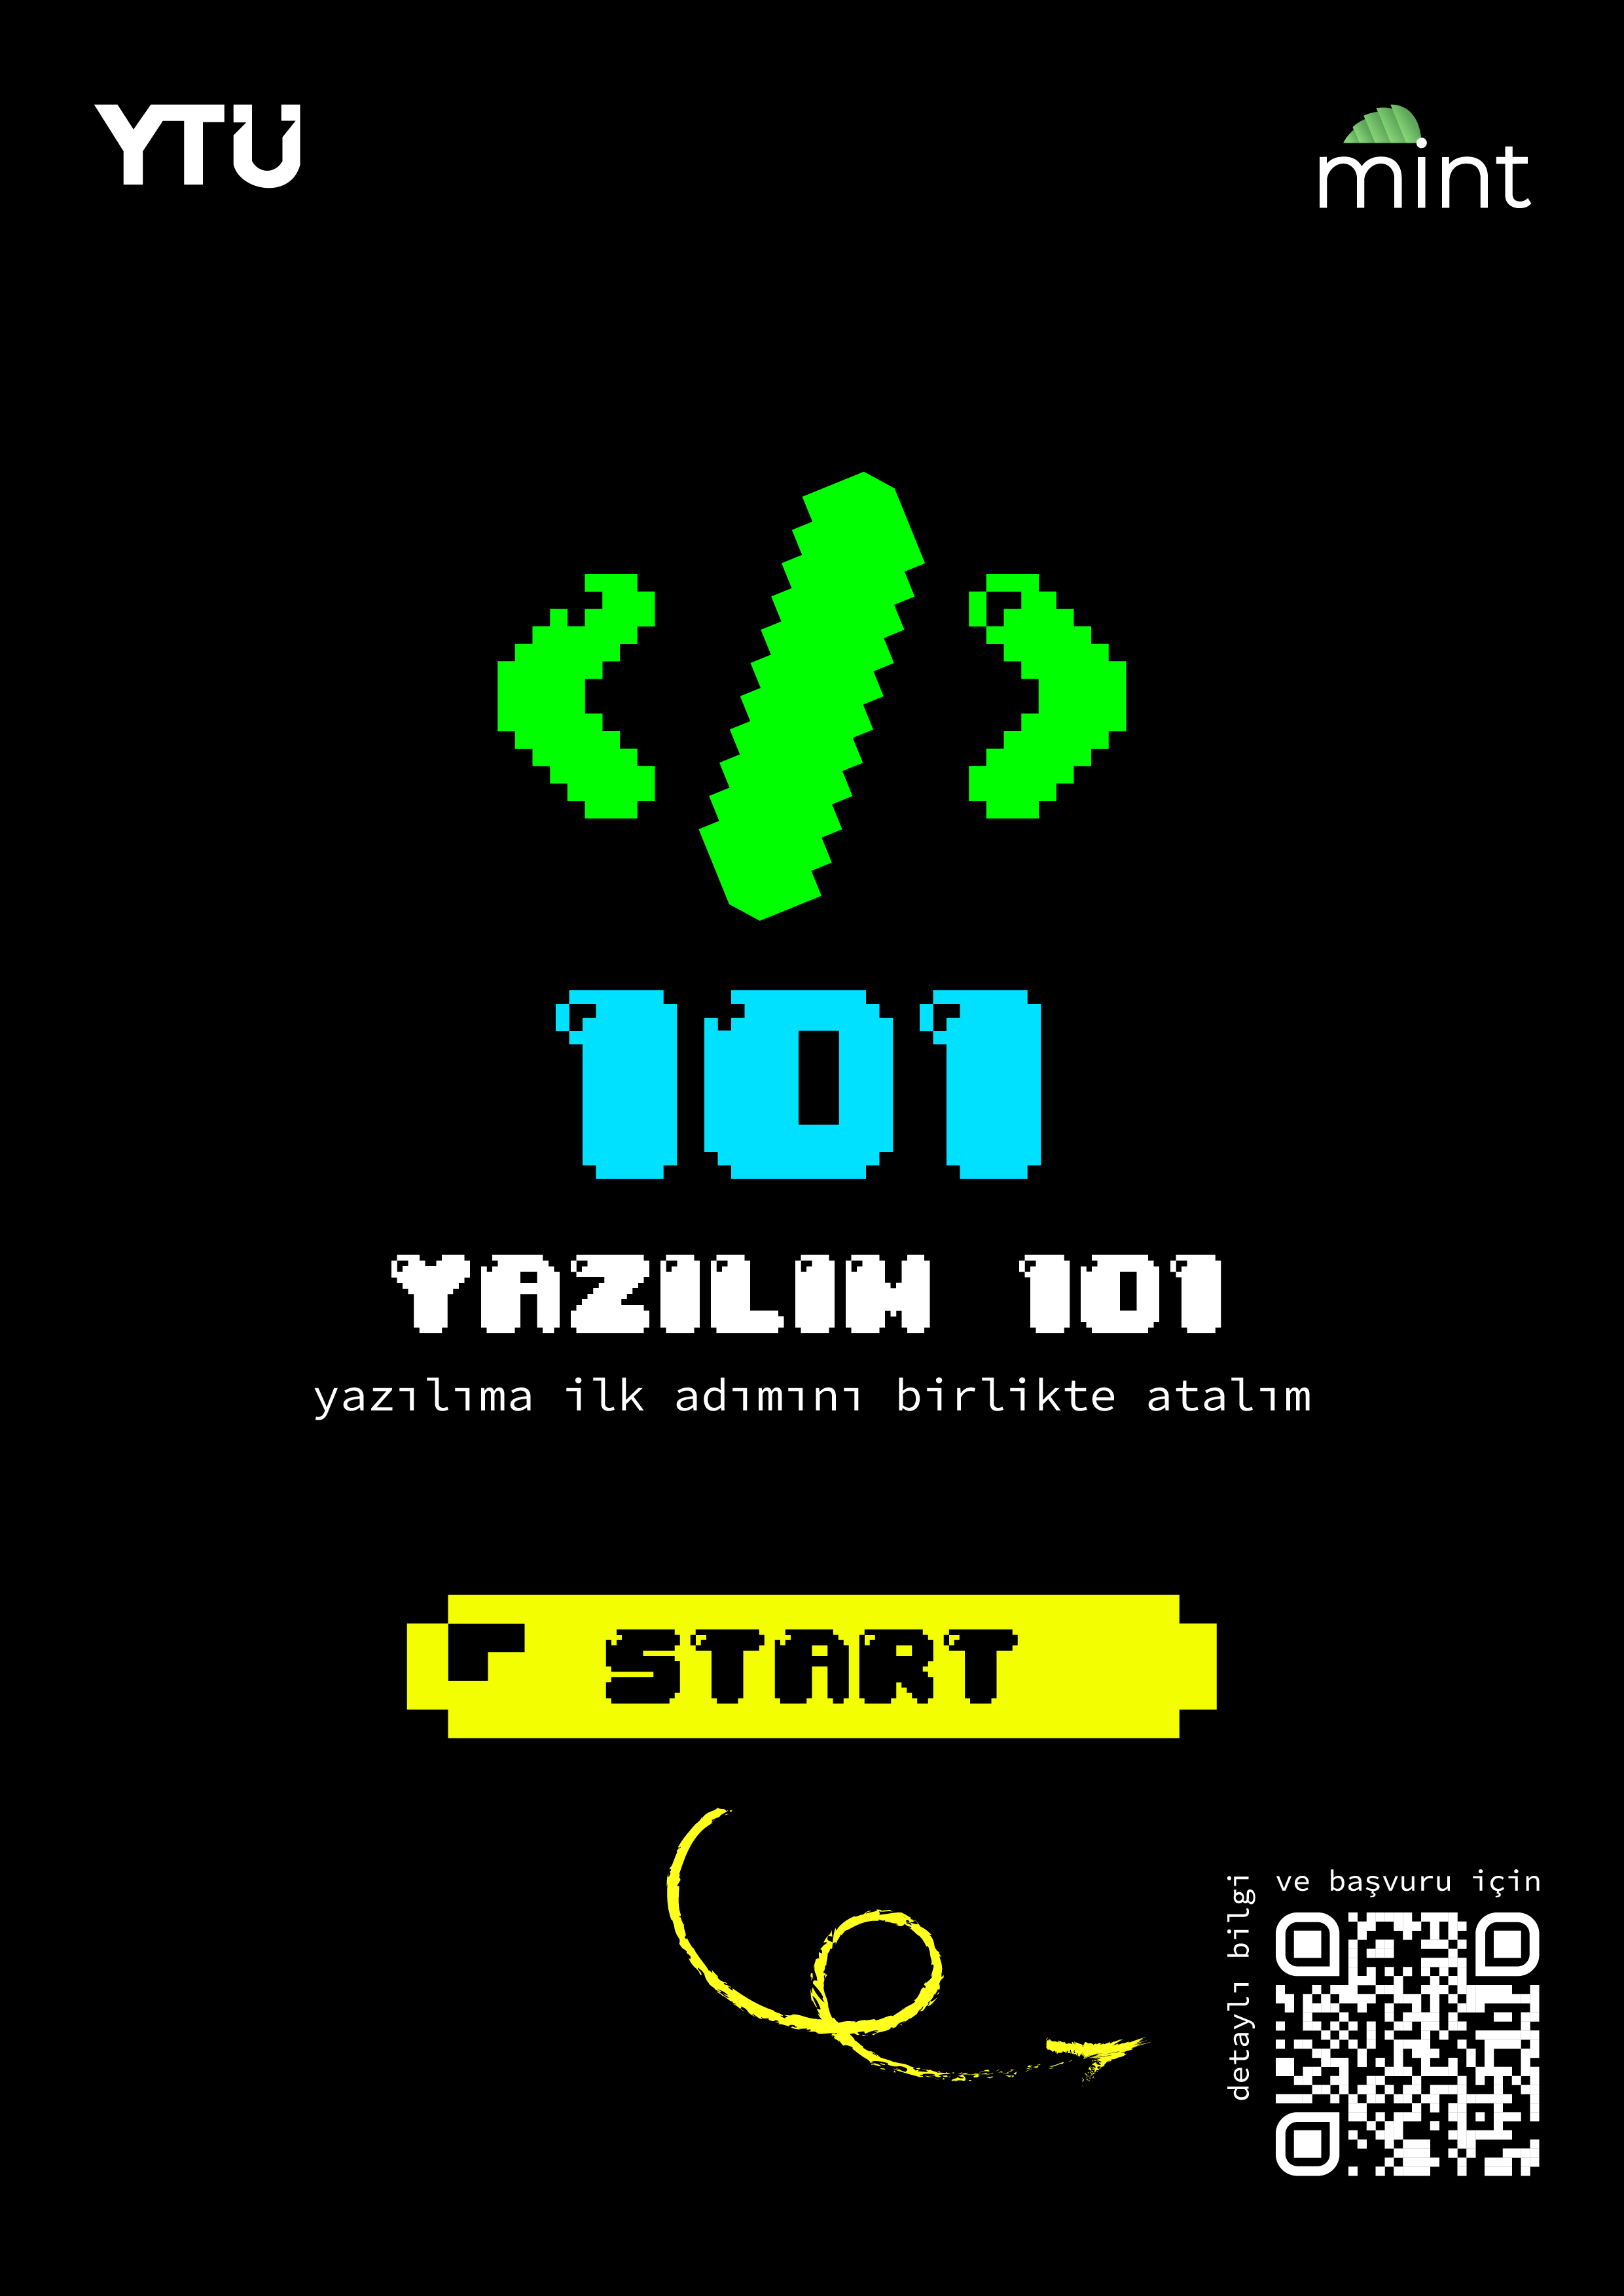 YTÜ
mint
</>
101
YAZILIM 101
yazılıma ilk adımını birlikte atalım
START
detaylı bilgi
ve başvuru için